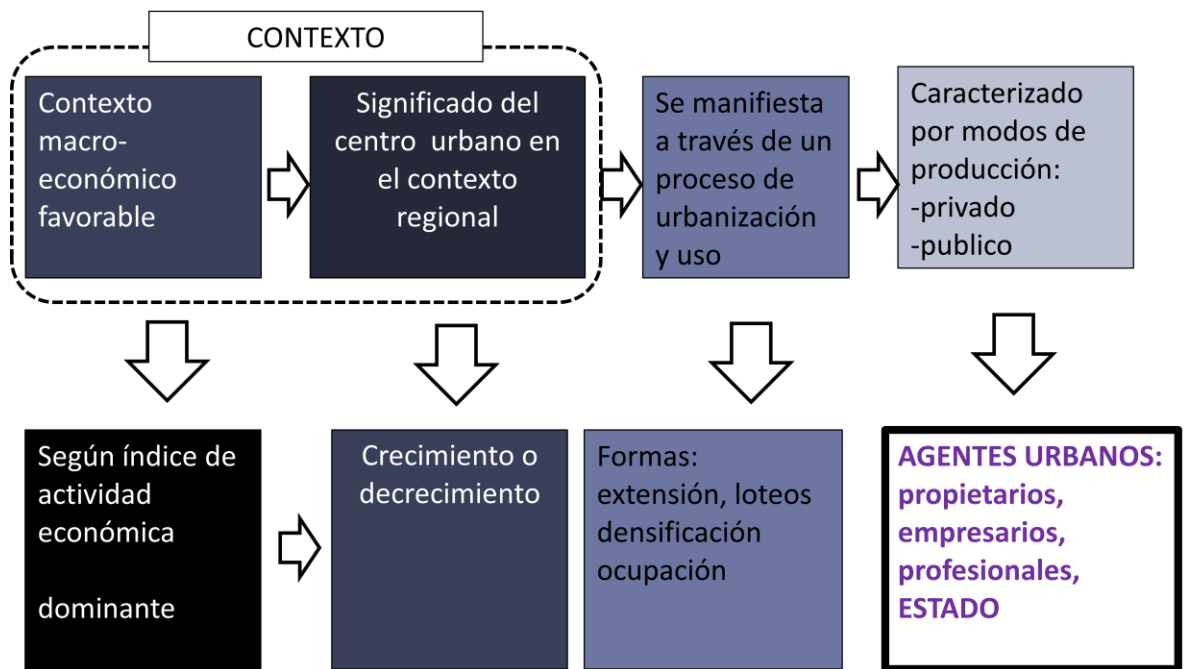 CONTEXTO
Contexto
macro-
económico
favorable
Significado del
centro urbano en
el contexto
regional
Se manifiesta
a través de un
proceso de
urbanización
y uso
Caracterizado
por modos de
producción:
-privado
-publico
Según índice de
actividad
económica
dominante
Crecimiento o
decrecimiento
Formas:
extensión, loteos
densificación
ocupación
AGENTES URBANOS:
propietarios,
empresarios,
profesionales,
ESTADO